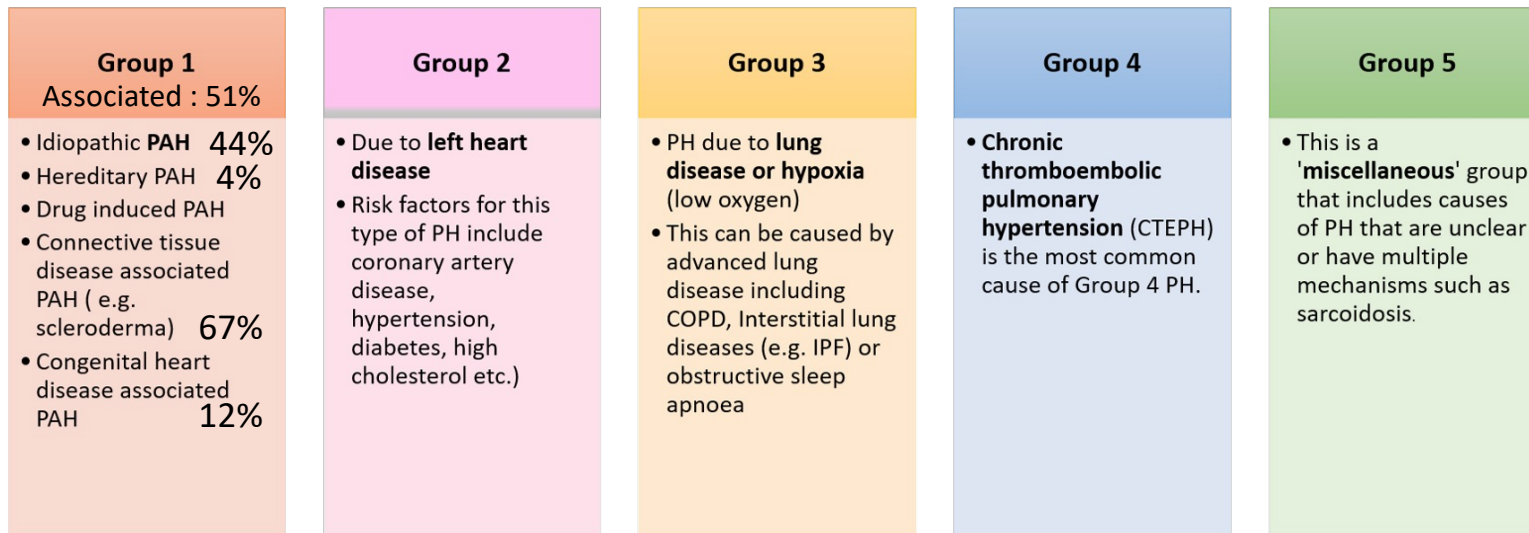 Group 1
Associated : 51%
• Idiopathic PAH 44%
• Hereditary PAH 4%
• Drug induced PAH
• Connective tissue
disease associated
PAH ( e.g.
scleroderma) 67%
• Congenital heart
disease associated
PAH 12%
Group 2
• Due to left heart
disease
• Risk factors for this
type of PH include
coronary artery
disease,
hypertension,
diabetes, high
cholesterol etc.)
Group 3
• PH due to lung
disease or hypoxia
(low oxygen)
• This can be caused by
advanced lung
disease including
COPD, Interstitial lung
diseases (e.g. IPF) or
obstructive sleep
apnoea
Group 4
• Chronic
thromboembolic
pulmonary
hypertension (CTEPH)
is the most common
cause of Group 4 PH.
Group 5
• This is a
'miscellaneous' group
that includes causes
of PH that are unclear
or have multiple
mechanisms such as
sarcoidosis.